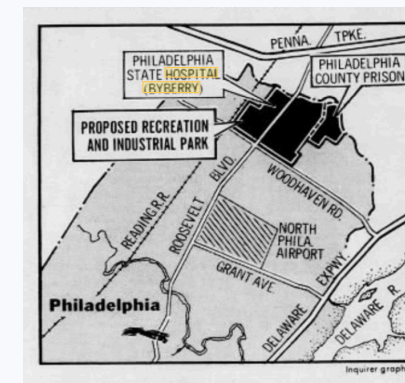 PENNA. TPKE.
PHILADELPHIA
STATE HOSPITAL
(BYBERRY)
PHILADELPHIA
COUNTY PRISON
PROPOSED RECREATION
AND INDUSTRIAL PARK
WOODHAVEN RD.
READING R.R.
ROOSEVELT BLVD.
NORTH
PHILA.
AIRPORT
GRANT AVE.
Philadelphia
DELAWARE EXPWY.
DELAWARE R.
Inquirer graph